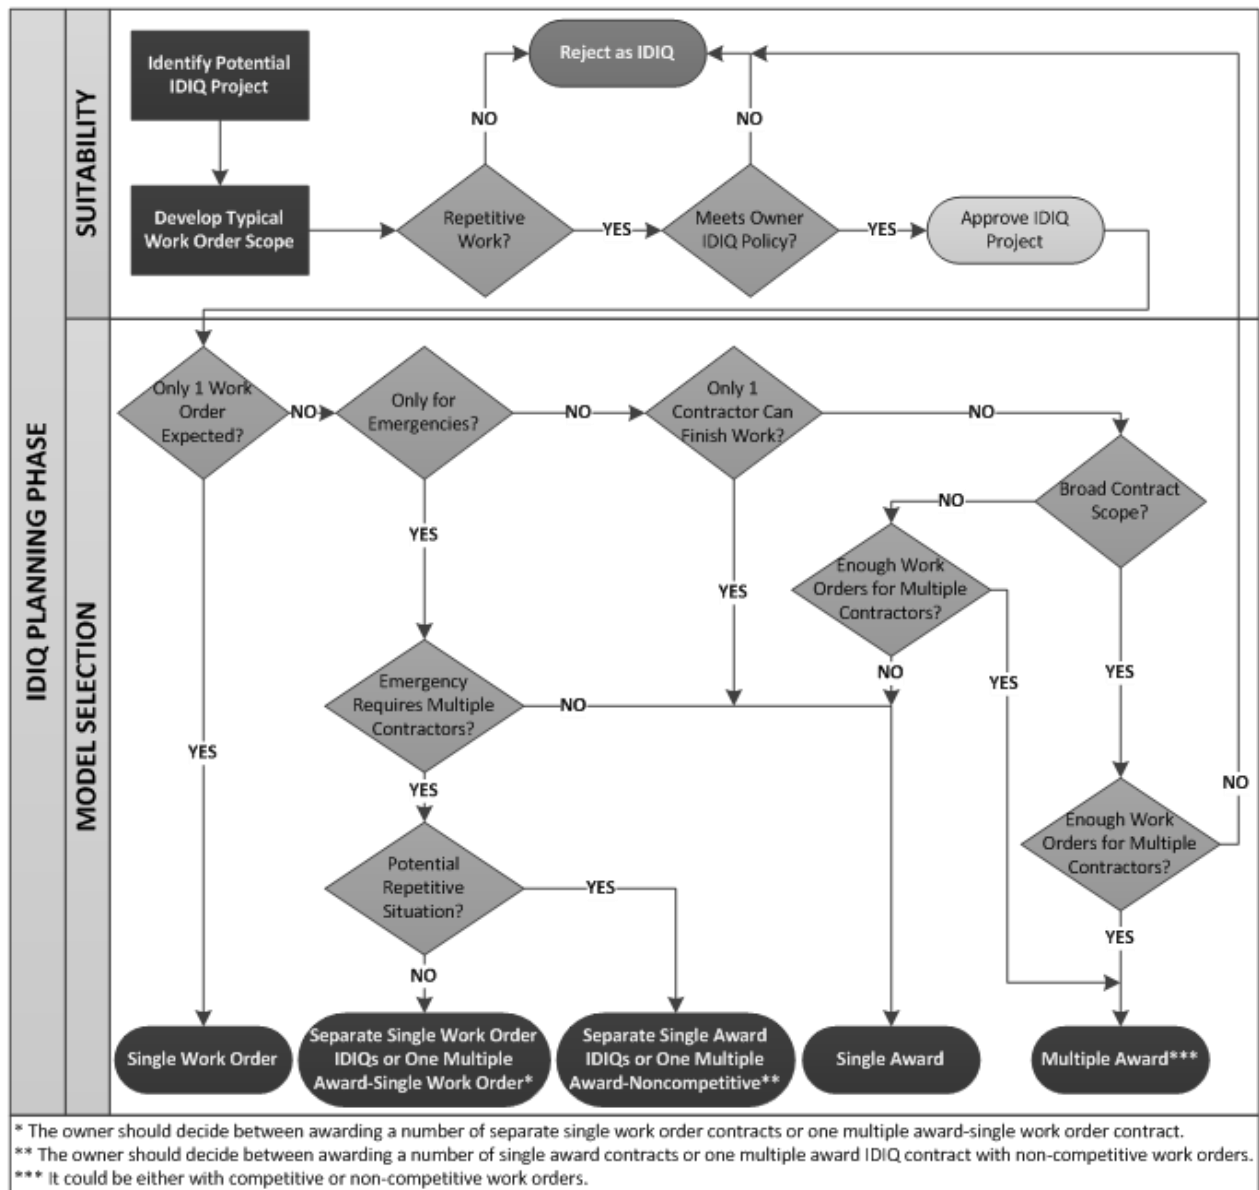 IDIQ PLANNING PHASE
SUITABILITY
Identify Potential
IDIQ Project
Reject as IDIQ
NO
NO
Develop Typical
Work Order Scope
Repetitive
Work?
YES
Meets Owner
IDIQ Policy?
YES
Approve IDIQ
Project
MODEL SELECTION
Only 1 Work
Order
Expected?
NO
Only for
Emergencies?
NO
Only 1
Contractor Can
Finish Work?
NO
Broad Contract
Scope?
NO
YES
Enough Work
Orders for Multiple
Contractors?
YES
YES
NO
YES
Emergency
Requires Multiple
Contractors?
NO
YES
YES
YES
NO
Enough Work
Orders for Multiple
Contractors?
Potential
Repetitive
Situation?
YES
YES
NO
Single Work Order
Separate Single Work Order
IDIQs or One Multiple
Award-Single Work Order*
Separate Single Award
IDIQs or One Multiple
Award-Noncompetitive**
Single Award
Multiple Award***
* The owner should decide between awarding a number of separate single work order contracts or one multiple award-single work order contract.
** The owner should decide between awarding a number of single award contracts or one multiple award IDIQ contract with non-competitive work orders.
*** It could be either with competitive or non-competitive work orders.